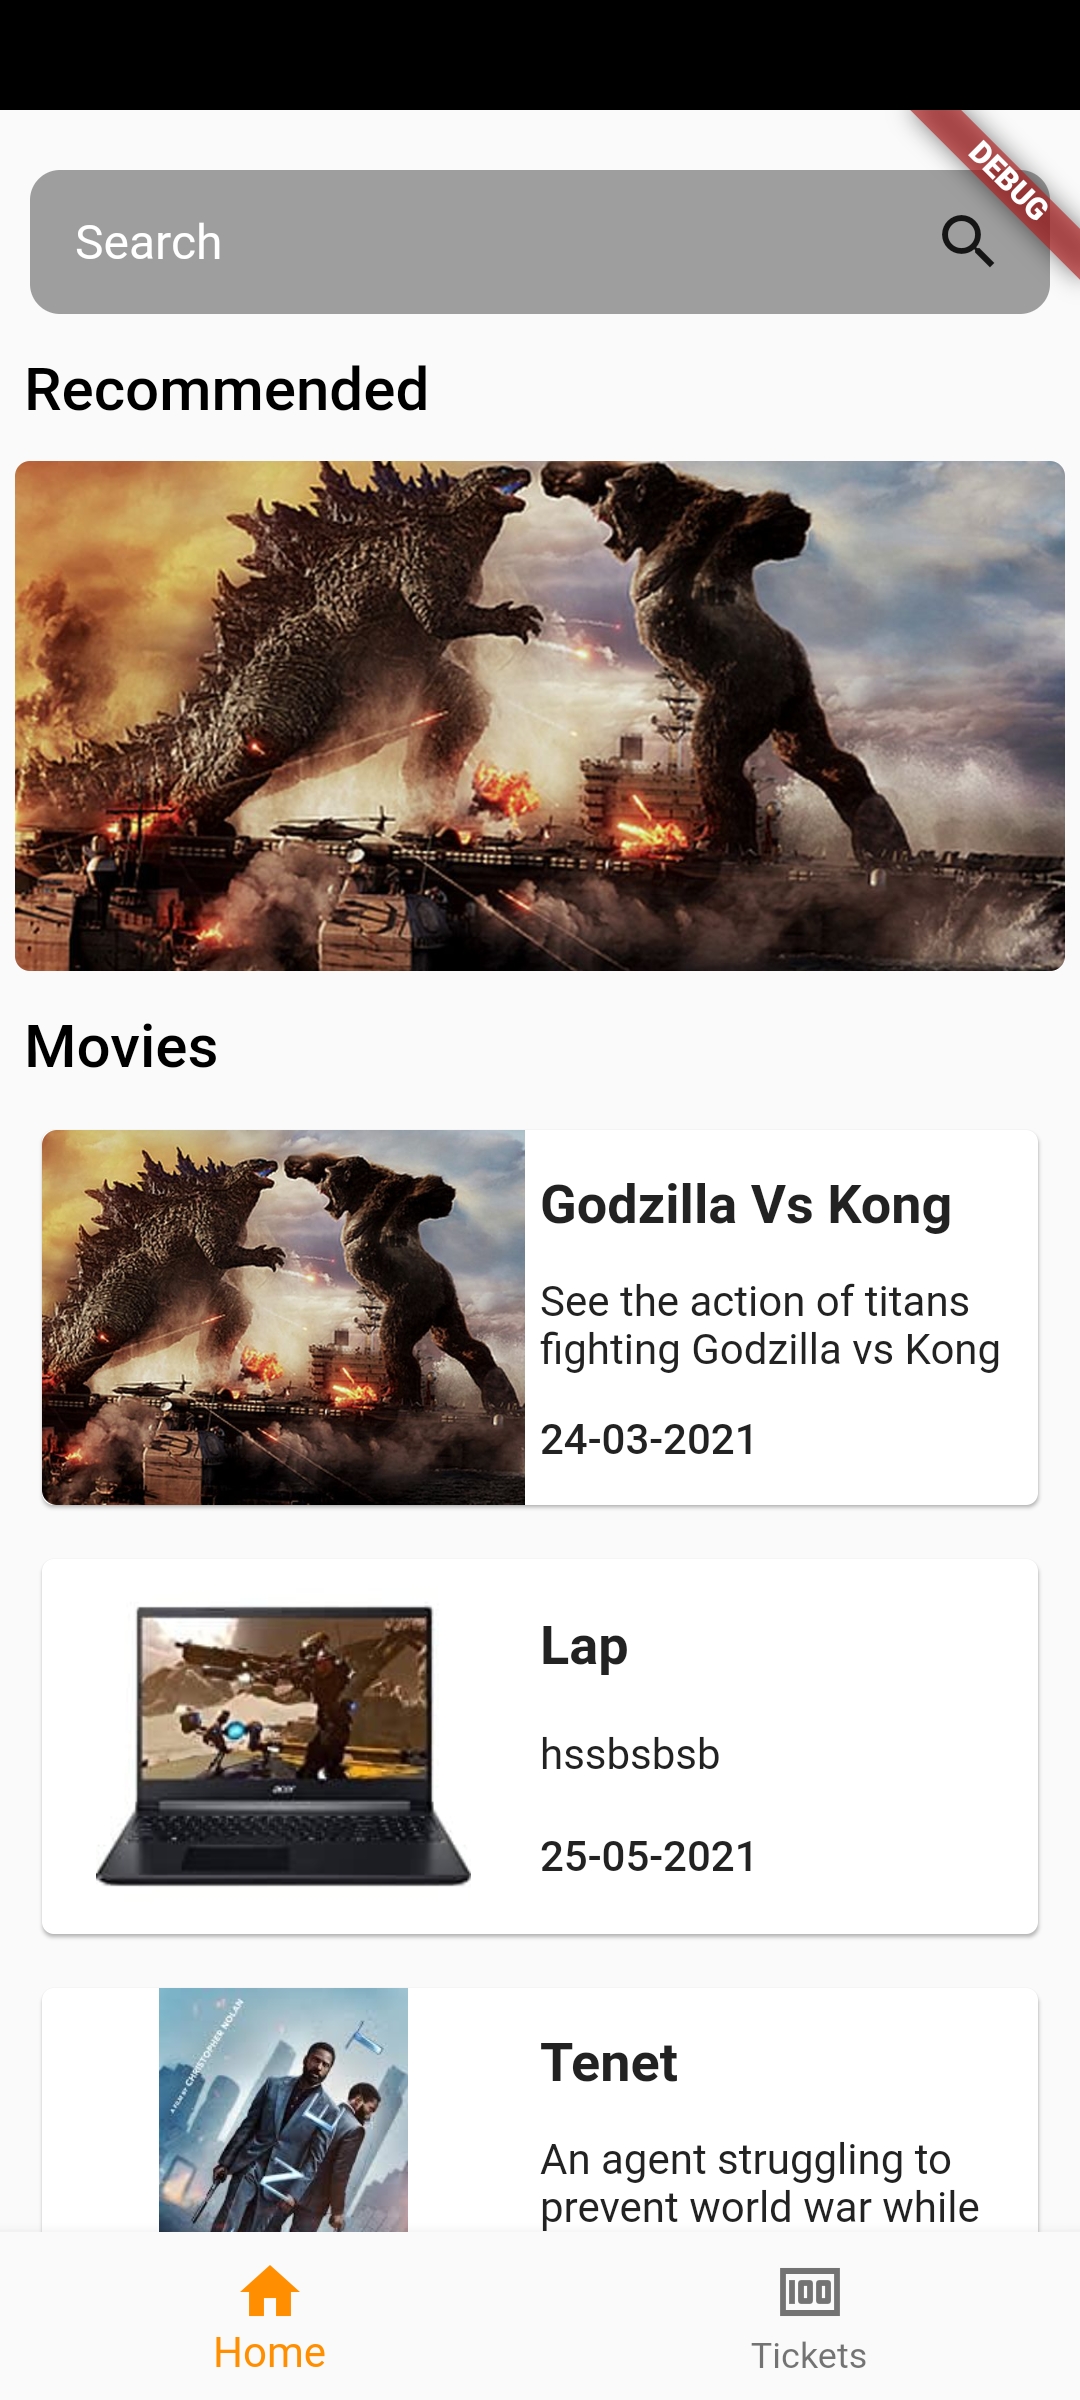 DEBUG
Search
Recommended
Movies
Godzilla Vs Kong
See the action of titans
fighting Godzilla vs Kong
24-03-2021
acer
Lap
hssbsbsb
25-05-2021
A FILM BY CHRISTOPHER NOLAN
T
E
N
Tenet
An agent struggling to
prevent world war while
100
Home
Tickets